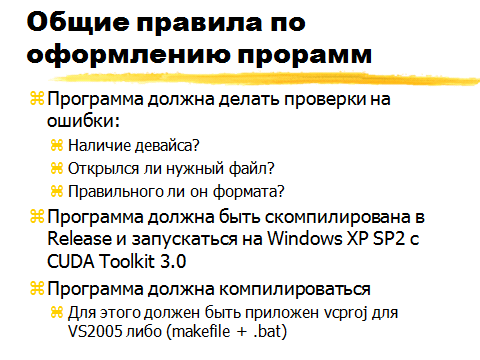 Общие правила по
оформлению прорамм
Программа должна делать проверки на
ошибки:
Наличие девайса?
Открылся ли нужный файл?
Правильного ли он формата?
Программа должна быть скомпилирована в
Release и запускаться на Windows XP SP2 с
CUDA Toolkit 3.0
Программа должна компилироваться
Для этого должен быть приложен vcproj для
VS2005 либо (makefile + .bat)